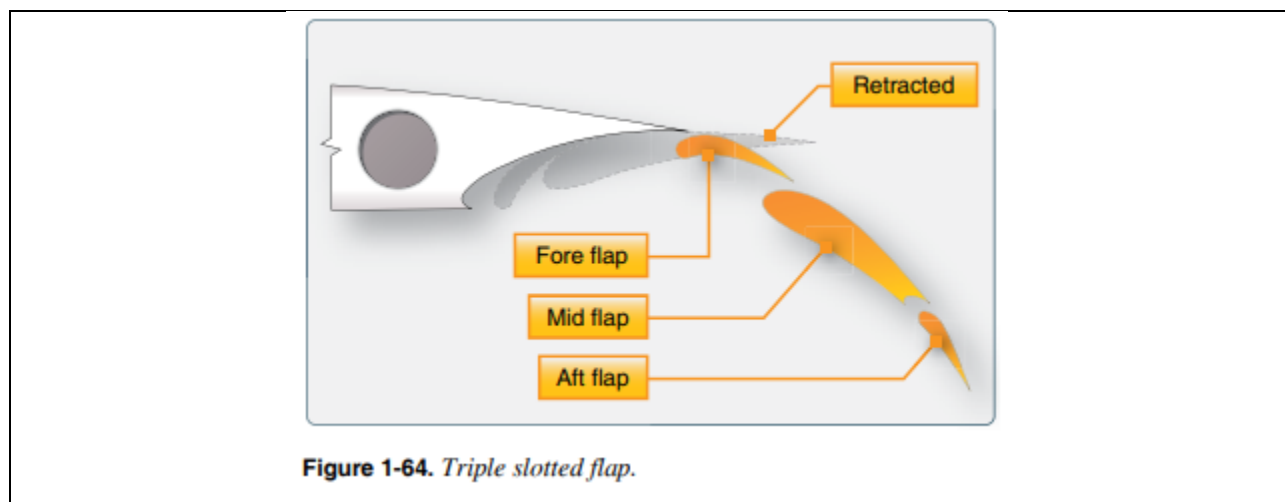 Retracted
Fore flap
Mid flap
Aft flap
Figure 1-64. Triple slotted flap.